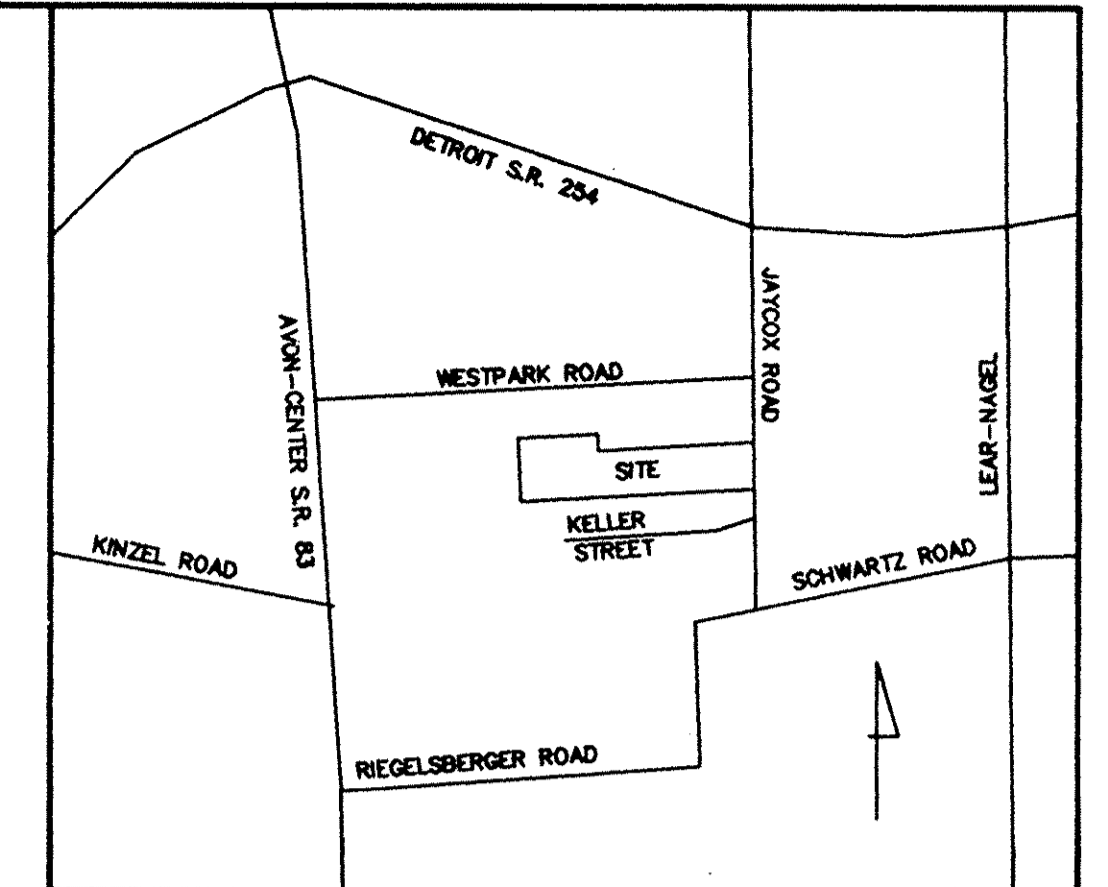 DETROIT S.R. 254
JAYCOX ROAD
AVON-CENTER S.R. 83
WESTPARK ROAD
LEAR-NAGEL
SITE
KELLER
STREET
KINZEL ROAD
SCHWARTZ ROAD
RIEGELSBERGER ROAD